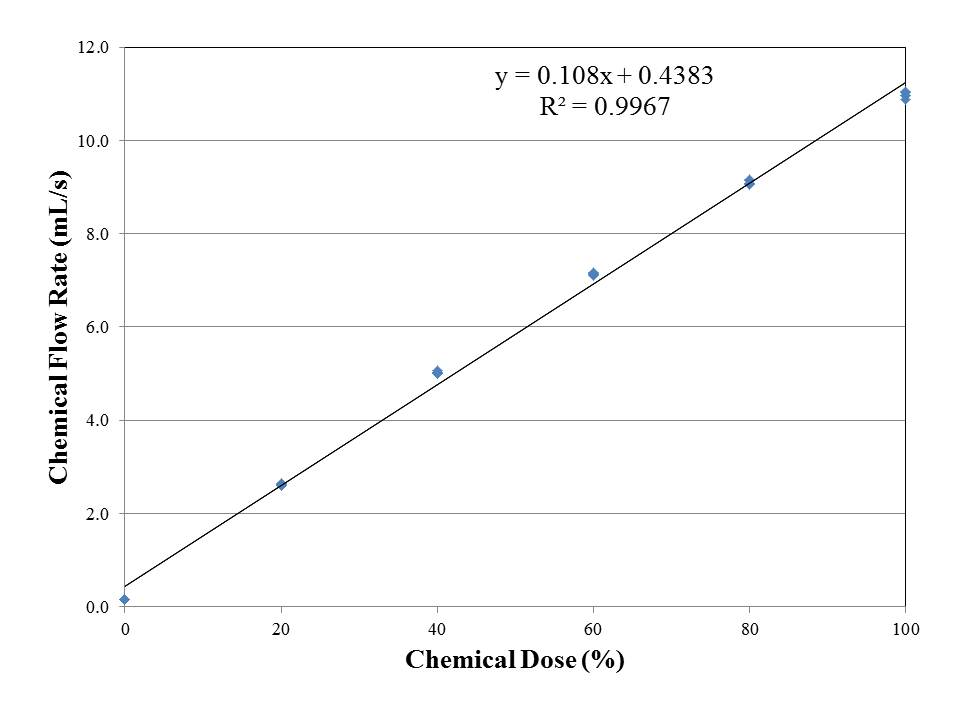 y = 0.108x + 0.4383
R² = 0.9967
12.0
10.0
8.0
6.0
4.0
2.0
0.0
Chemical Flow Rate (mL/s)
0 20 40 60 80 100
Chemical Dose (%)